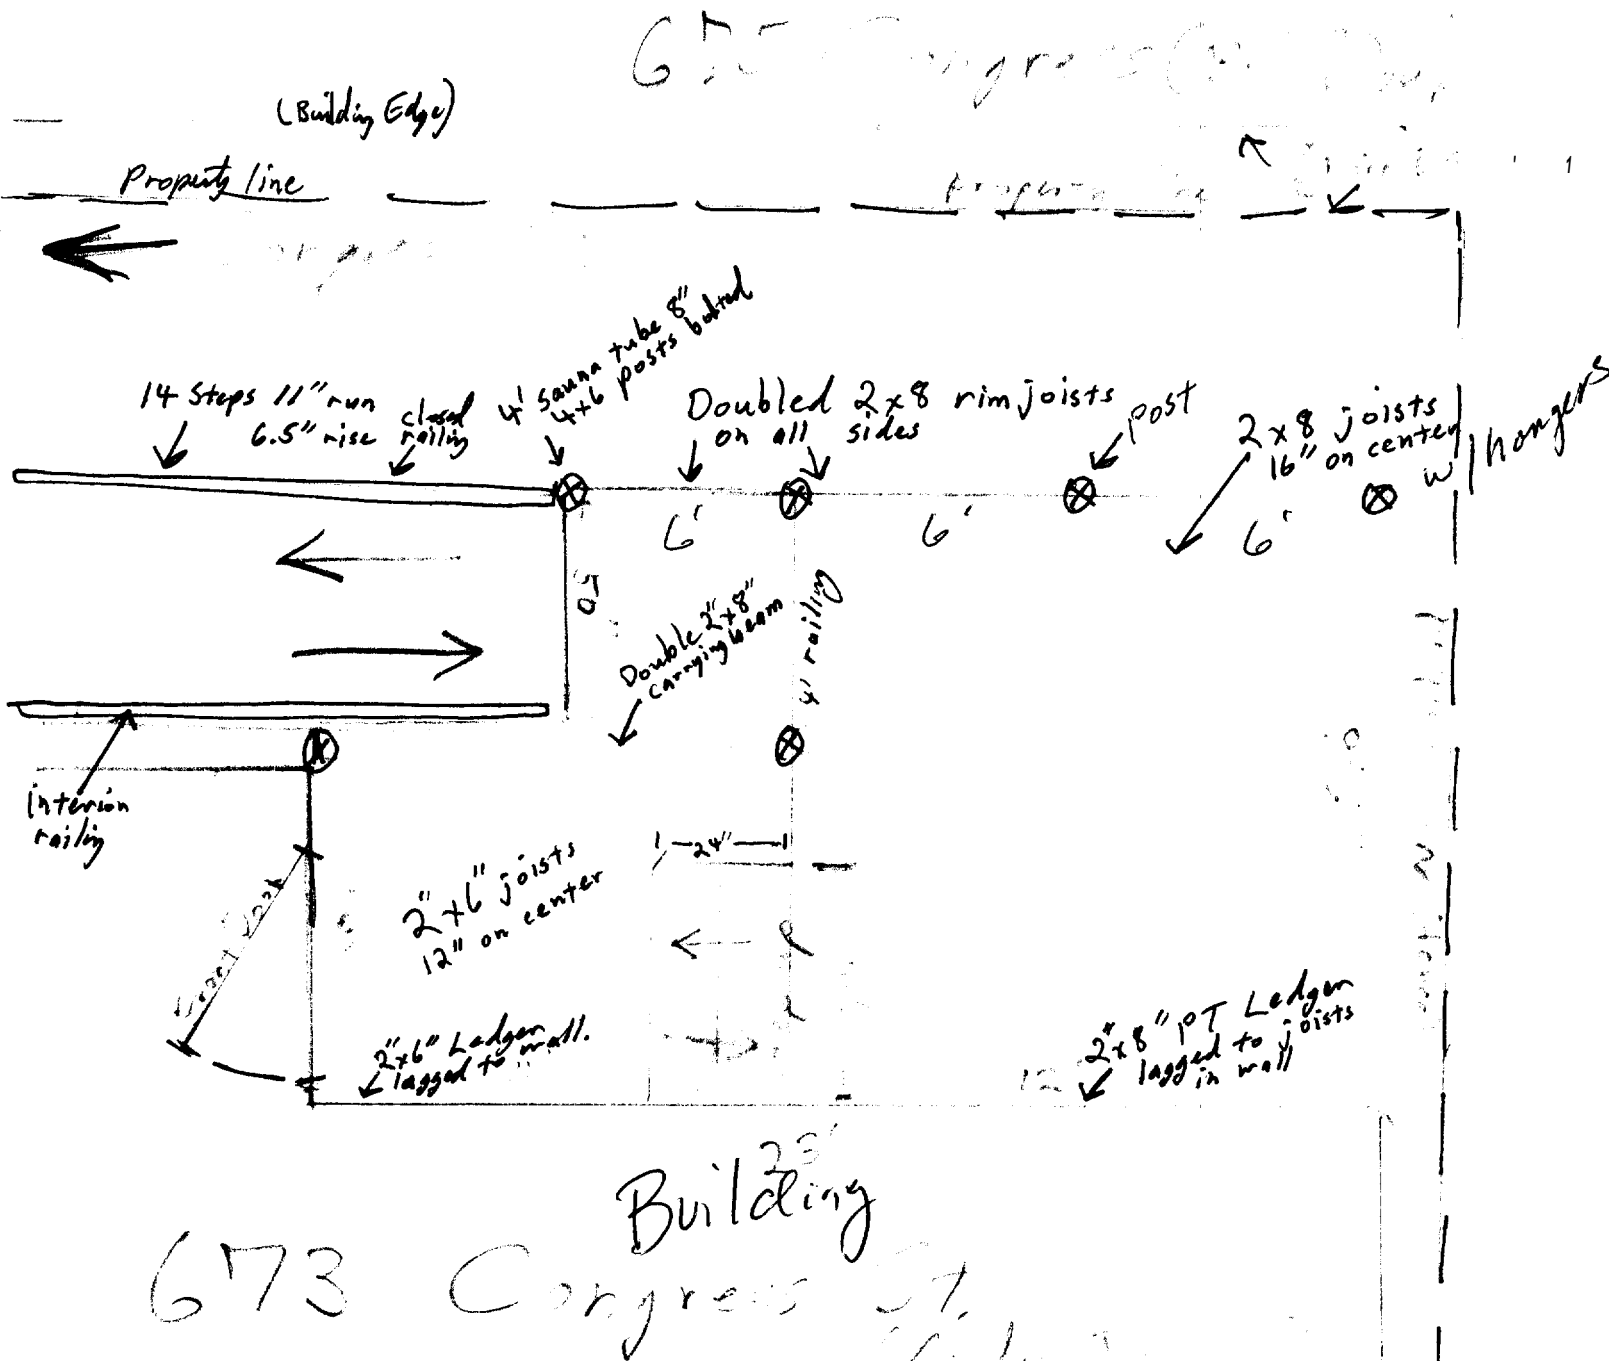 (Building Edge)
Property line
14 Steps 11" run
6.5" rise
closed
railing
4' sauna tube 8"
4x6 posts bolted
Doubled 2x8 rim joists
on all sides
post
2x8 joists
16" on center
w/hangers
6'
6'
6'
Double 2"x8"
carrying beam
4' railing
interior
railing
24"
2"x6" joists
12" on center
2"x6" Ledger
lagged to wall.
2"x8" PT Ledger
lagged to joists
in wall
12
23'
Building
673 Congress St.